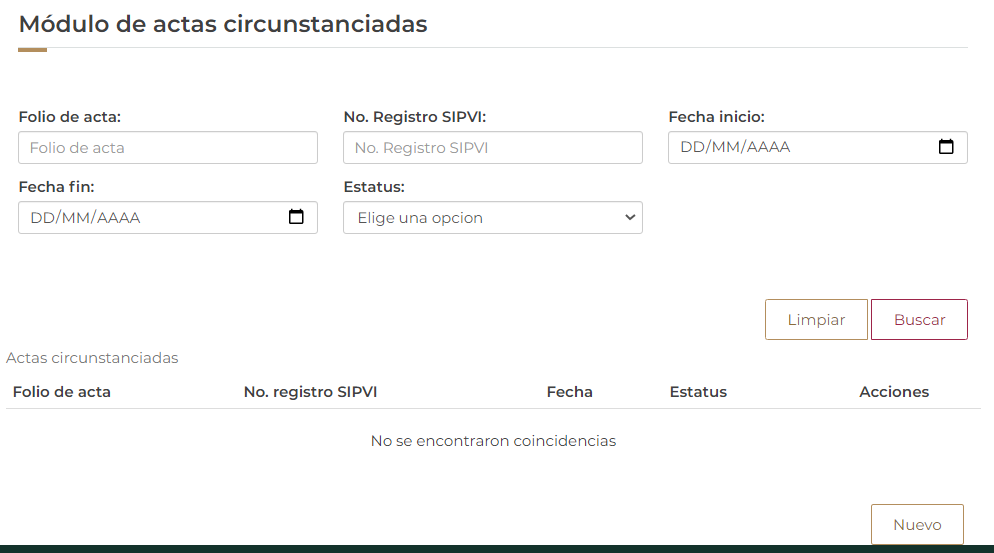 Módulo de actas circunstanciadas
Folio de acta: No. Registro SIPVI: Fecha inicio:
Folio de acta No. Registro SIPVI DD/MM/AAAA
Fecha fin: Estatus:
DD/MM/AAAA Elige una opcion
Limpiar Buscar
Actas circunstanciadas
Folio de acta No. registro SIPVI Fecha Estatus Acciones
No se encontraron coincidencias
Nuevo